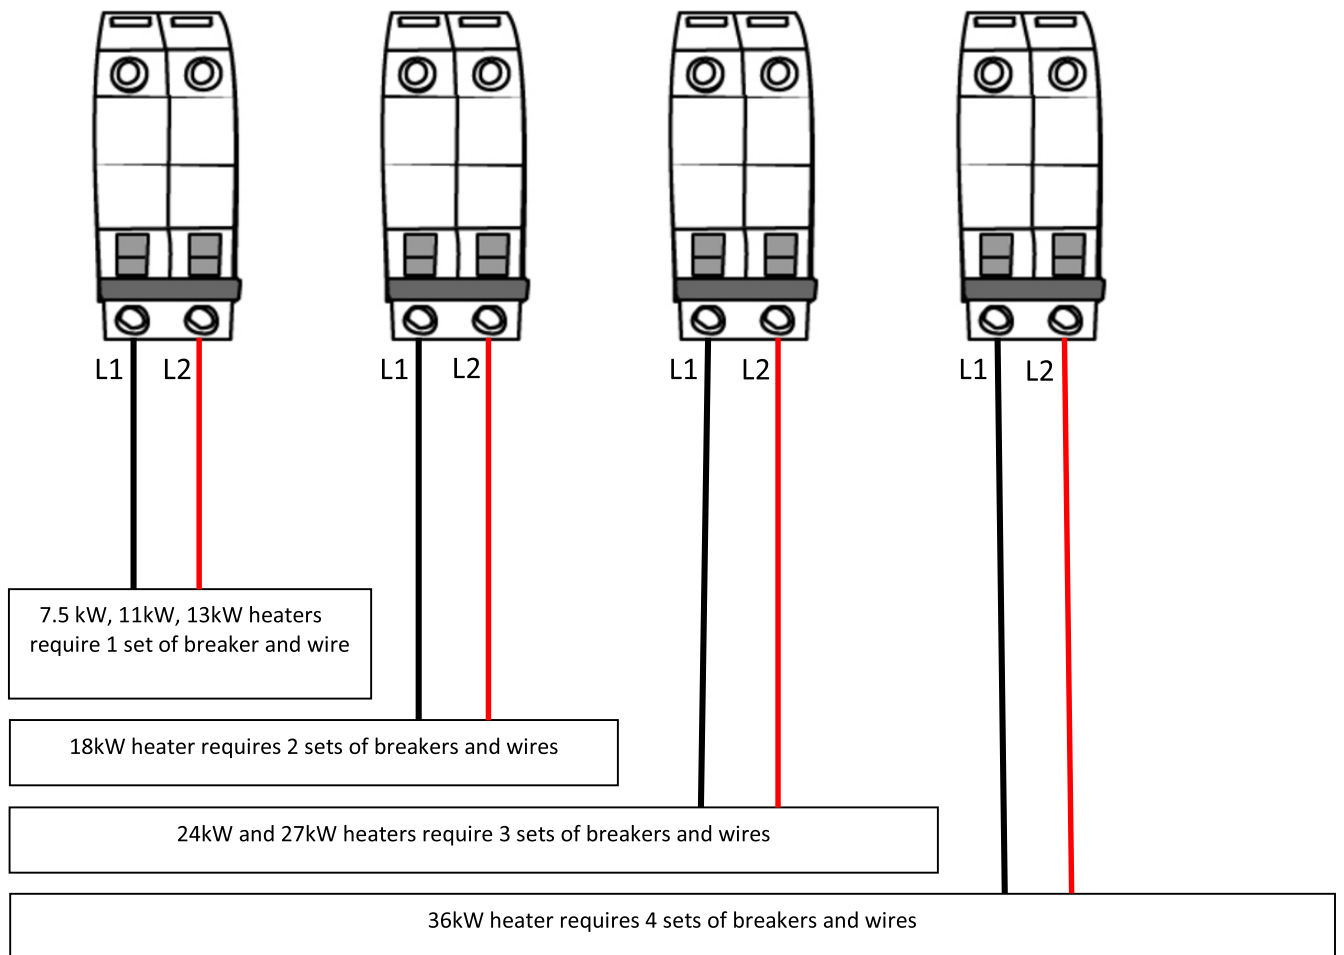 L1 L2 L1 L2 L1 L2 L1 L2
7.5 kW, 11kW, 13kW heaters
require 1 set of breaker and wire
18kW heater requires 2 sets of breakers and wires
24kW and 27kW heaters require 3 sets of breakers and wires
36kW heater requires 4 sets of breakers and wires